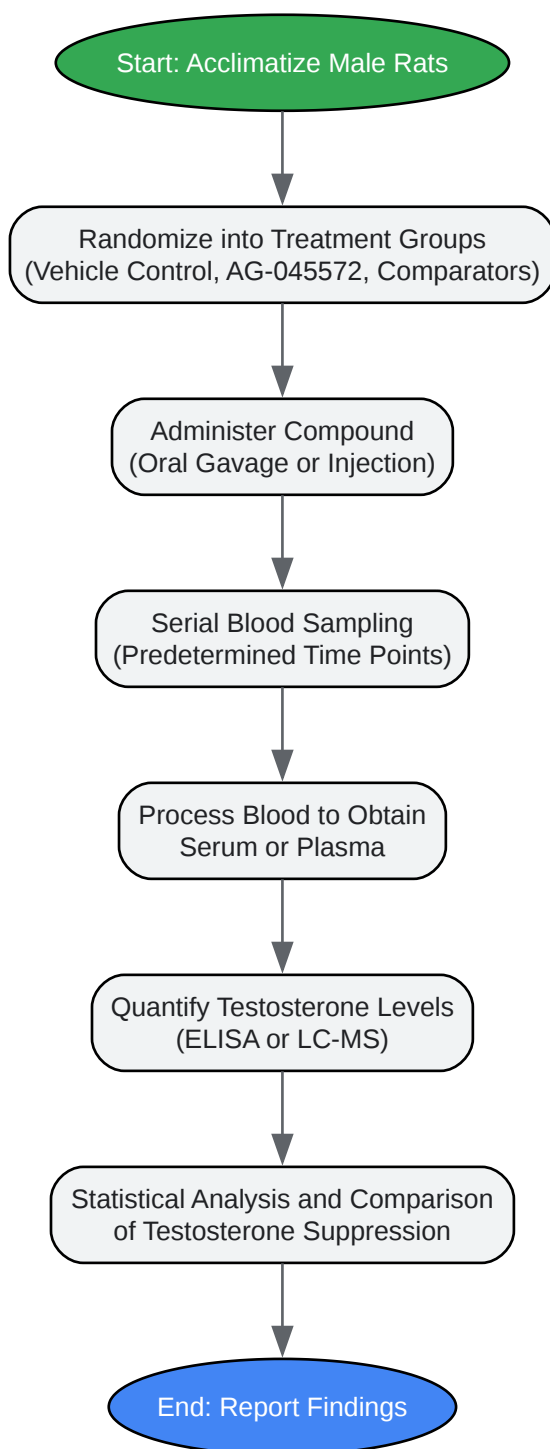 Start: Acclimatize Male Rats
Randomize into Treatment Groups
(Vehicle Control, AG-045572, Comparators)
Administer Compound
(Oral Gavage or Injection)
Serial Blood Sampling
(Predetermined Time Points)
Process Blood to Obtain
Serum or Plasma
Quantify Testosterone Levels
(ELISA or LC-MS)
Statistical Analysis and Comparison
of Testosterone Suppression
End: Report Findings